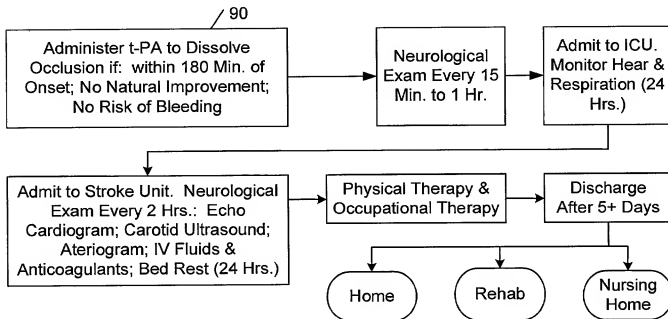 90
Administer t-PA to Dissolve
Occlusion if: within 180 Min. of
Onset; No Natural Improvement;
No Risk of Bleeding
Neurological
Exam Every 15
Min. to 1 Hr.
Admit to ICU.
Monitor Hear &
Respiration (24
Hrs.)
Admit to Stroke Unit. Neurological
Exam Every 2 Hrs.: Echo
Cardiogram; Carotid Ultrasound;
Ateriogram; IV Fluids &
Anticoagulants; Bed Rest (24 Hrs.)
Physical Therapy &
Occupational Therapy
Discharge
After 5+ Days
Home
Rehab
Nursing
Home